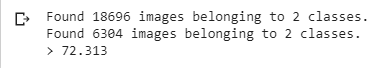 Found 18696 images belonging to 2 classes.
Found 6304 images belonging to 2 classes.
> 72.313